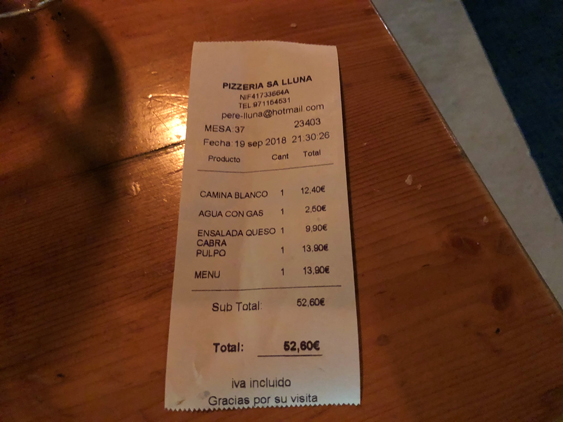 PIZZERIA SA LLUNA
NIF41733664A
TEL 971154531
pere-lluna@hotmail.com
MESA:37 23403
Fecha:19 sep 2018 21:30:26
Producto Cant Total
CAMINA BLANCO 1 12,40€
AGUA CON GAS 1 2,50€
ENSALADA QUESO 1 9,90€
CABRA
PULPO 1 13,90€
MENU 1 13,90€
Sub Total: 52,60€
Total: 52,60€
iva incluido
Gracias por su visita